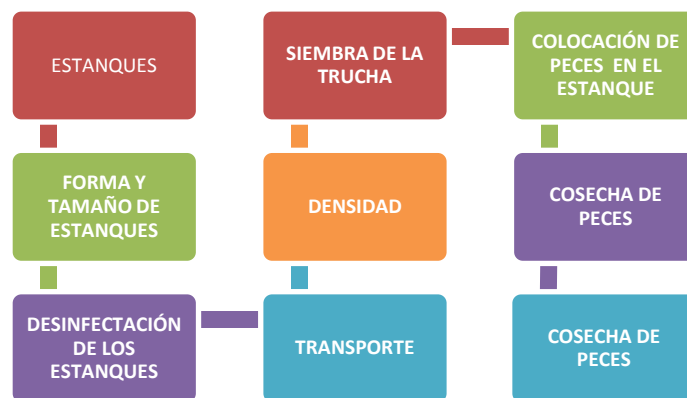 ESTANQUES
FORMA Y
TAMAÑO DE
ESTANQUES
DESINFECTACIÓN
DE LOS
ESTANQUES
TRANSPORTE
DENSIDAD
SIEMBRA DE LA
TRUCHA
COLOCACIÓN DE
PECES EN EL
ESTANQUE
COSECHA DE
PECES
COSECHA DE
PECES